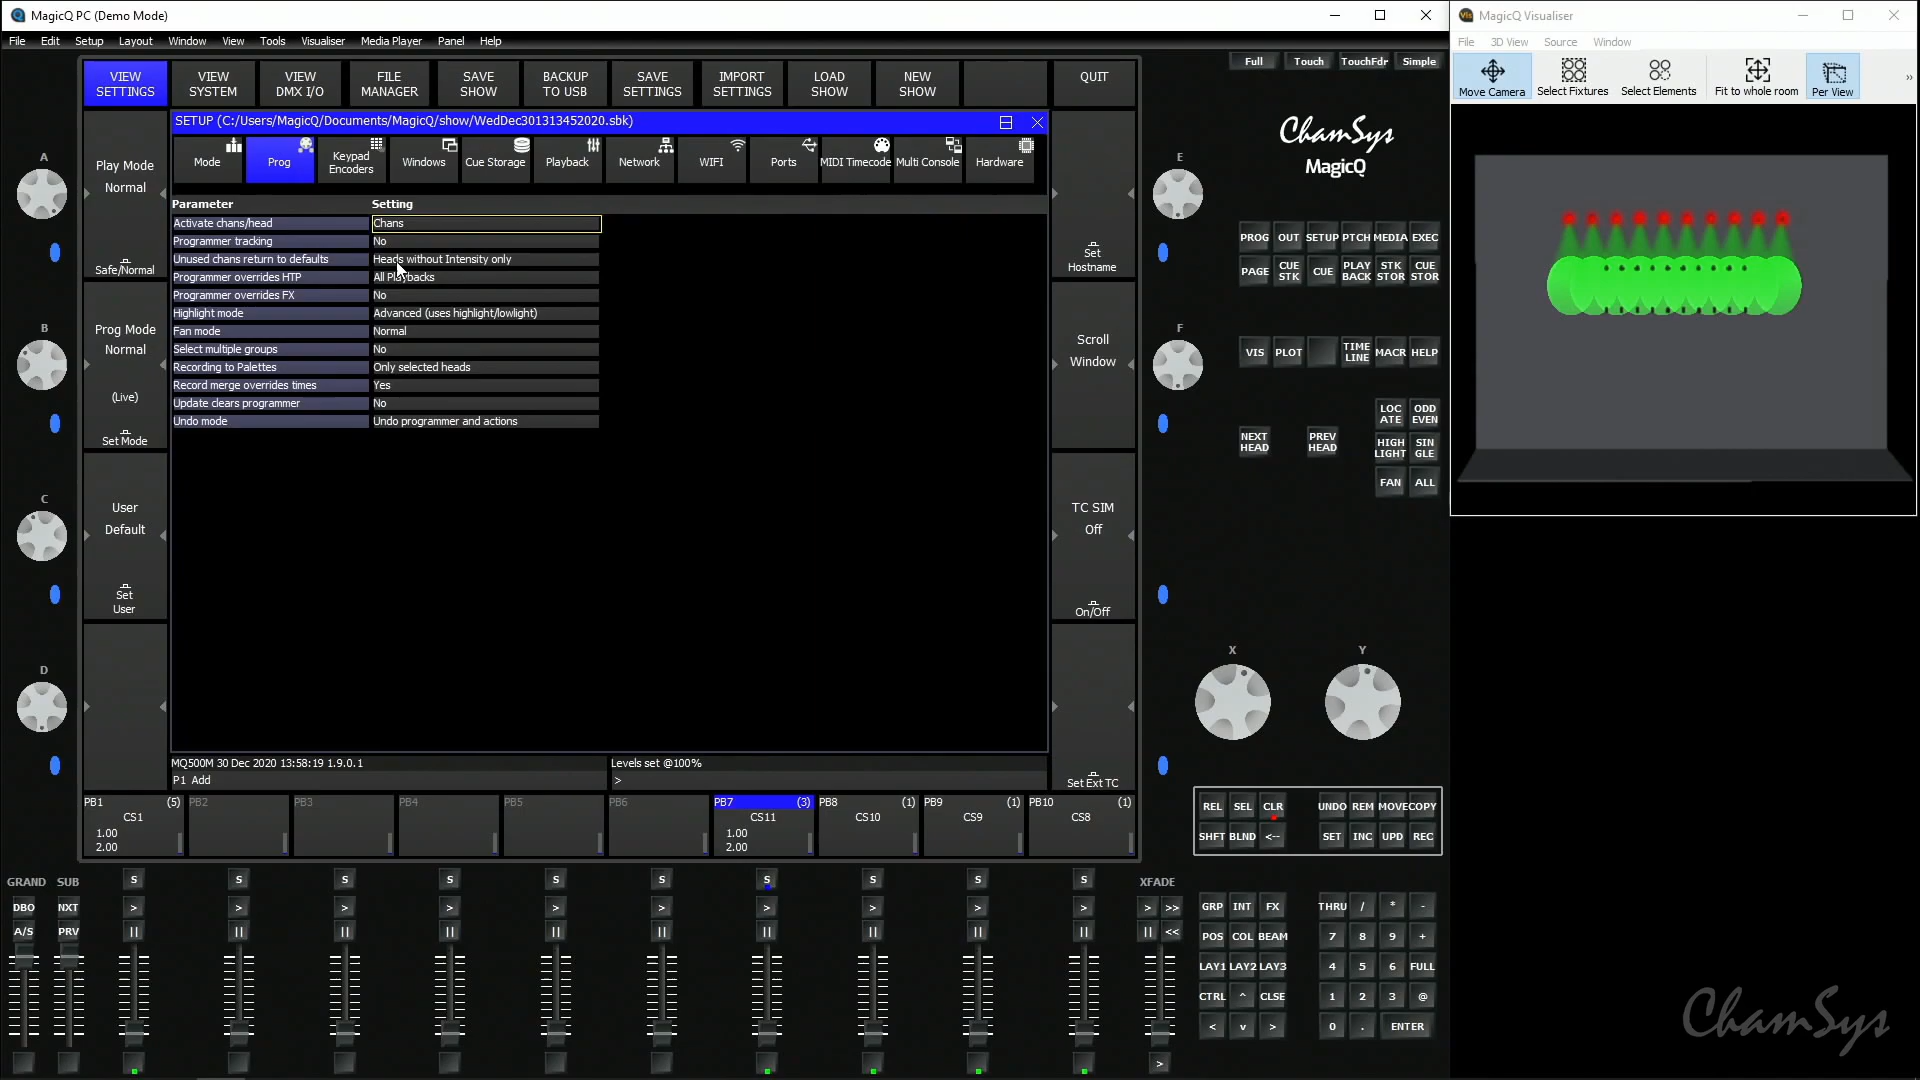 MagicQ PC (Demo Mode)
File Edit Setup Layout Window View Tools Visualiser Media Player Panel Help
VIEW SETTINGS
VIEW SYSTEM
VIEW DMX I/O
FILE MANAGER
SAVE SHOW
BACKUP TO USB
SAVE SETTINGS
IMPORT SETTINGS
LOAD SHOW
NEW SHOW
QUIT
Full Touch TouchFdr Simple
SETUP (C:/Users/MagicQ/Documents/MagicQ/show/WedDec301313452020.sbk)
Mode Prog Keypad Encoders Windows Cue Storage Playback Network WIFI Ports MIDI Timecode Multi Console Hardware
Parameter Setting
Activate chans/head Chans
Programmer tracking No
Unused chans return to defaults Heads without Intensity only
Programmer overrides HTP All Playbacks
Programmer overrides FX No
Highlight mode Advanced (uses highlight/lowlight)
Fan mode Normal
Select multiple groups No
Recording to Palettes Only selected heads
Record merge overrides times Yes
Update clears programmer No
Undo mode Undo programmer and actions
A
Play Mode
Normal
Safe/Normal
B
Prog Mode
Normal
(Live)
Set Mode
C
User
Default
Set
User
D
Set
Hostname
Scroll
Window
TC SIM
Off
On/Off
Set Ext TC
MQ500M 30 Dec 2020 13:58:19 1.9.0.1
P1 Add
Levels set @100%
>
PB1 (5) PB2 PB3 PB4 PB5 PB6 PB7 (3) PB8 (1) PB9 (1) PB10 (1)
CS1 CS11 CS10 CS9 CS8
1.00 1.00
2.00 2.00
GRAND SUB
DBO NXT
A/S PRV
S S S S S S S S S S
> > > > > > > > > >
XFADE
> >>
<<
>
E
F
ChamSys
MagicQ
PROG OUT SETUP PTCH MEDIA EXEC
PAGE CUE STK CUE PLAY BACK STK STOR CUE STOR
VIS PLOT TIME LINE MACR HELP
LOC ATE ODD EVEN
NEXT HEAD PREV HEAD HIGH LIGHT SIN GLE
FAN ALL
X Y
REL SEL CLR UNDO REM MOVE COPY
SHFT BLND <-- SET INC UPD REC
GRP INT FX THRU / * -
POS COL BEAM 7 8 9 +
LAY1 LAY2 LAY3 4 5 6 FULL
CTRL ^ CLSE 1 2 3 @
< v > 0 . ENTER
MagicQ Visualiser
File 3D View Source Window
Move Camera Select Fixtures Select Elements Fit to whole room Per View »
ChamSys